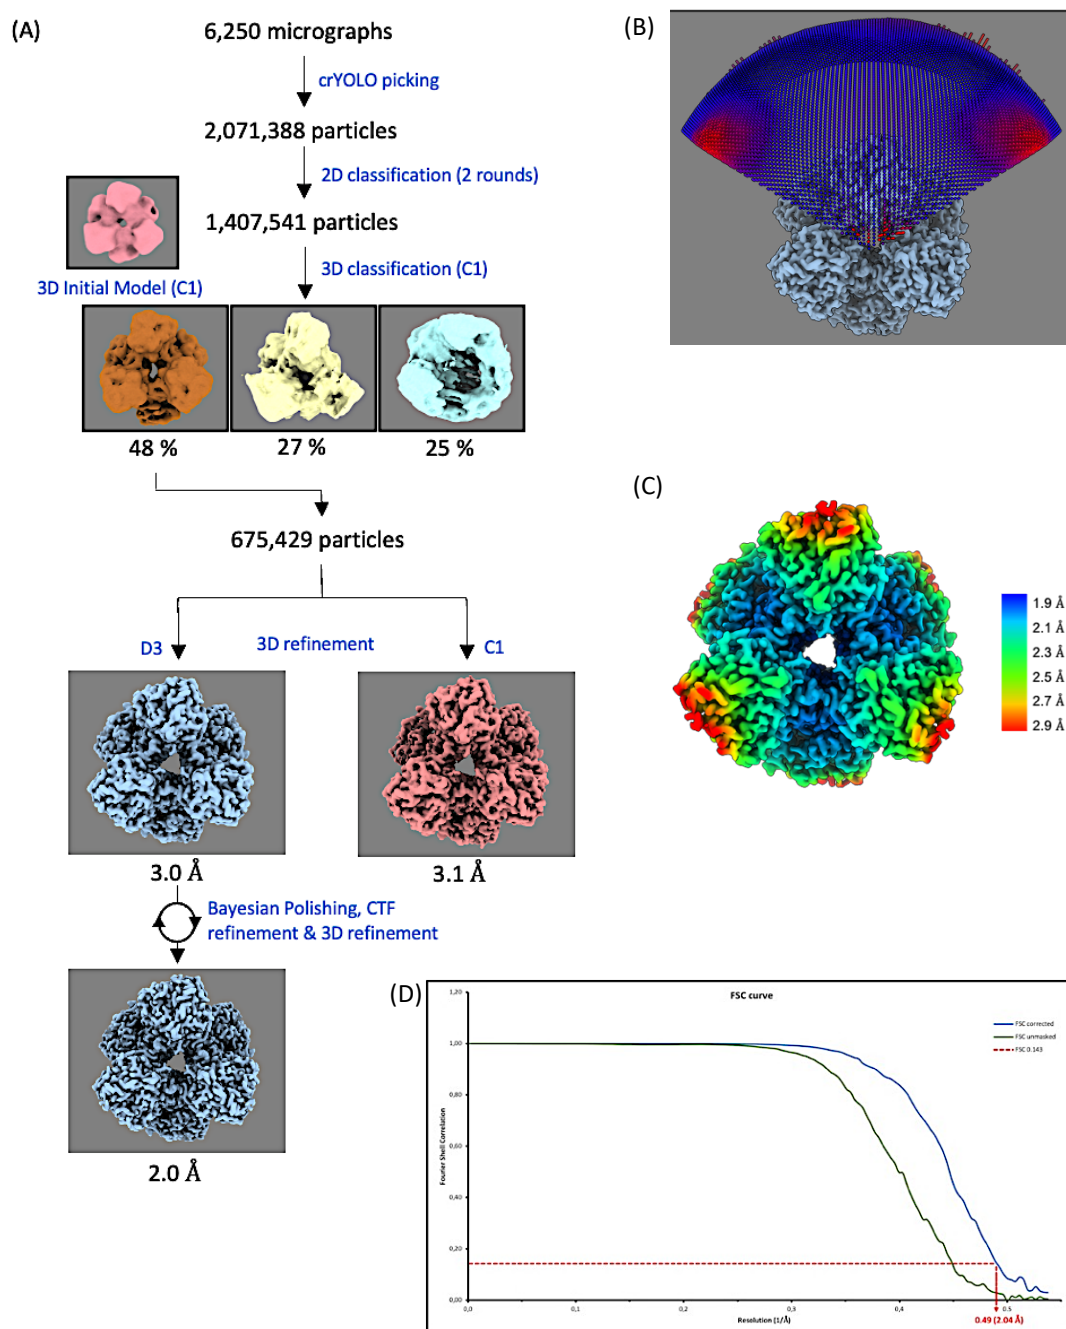 (A)
6,250 micrographs
crYOLO picking
2,071,388 particles
2D classification (2 rounds)
1,407,541 particles
3D classification (C1)
3D Initial Model (C1)
48 %
27 %
25 %
675,429 particles
3D refinement
D3
C1
3.0 Å
3.1 Å
Bayesian Polishing, CTF
refinement & 3D refinement
2.0 Å
(B)
(C)
1.9 Å
2.1 Å
2.3 Å
2.5 Å
2.7 Å
2.9 Å
(D)
FSC curve
1,20
1,00
0,80
0,60
0,40
0,20
0,00
Fourier Shell Correlation
FSC corrected
FSC unmasked
FSC 0.143
0,0
0,2
0,3
0,4
0.5
Resolution (1/Å)
0.49 (2.04 Å)